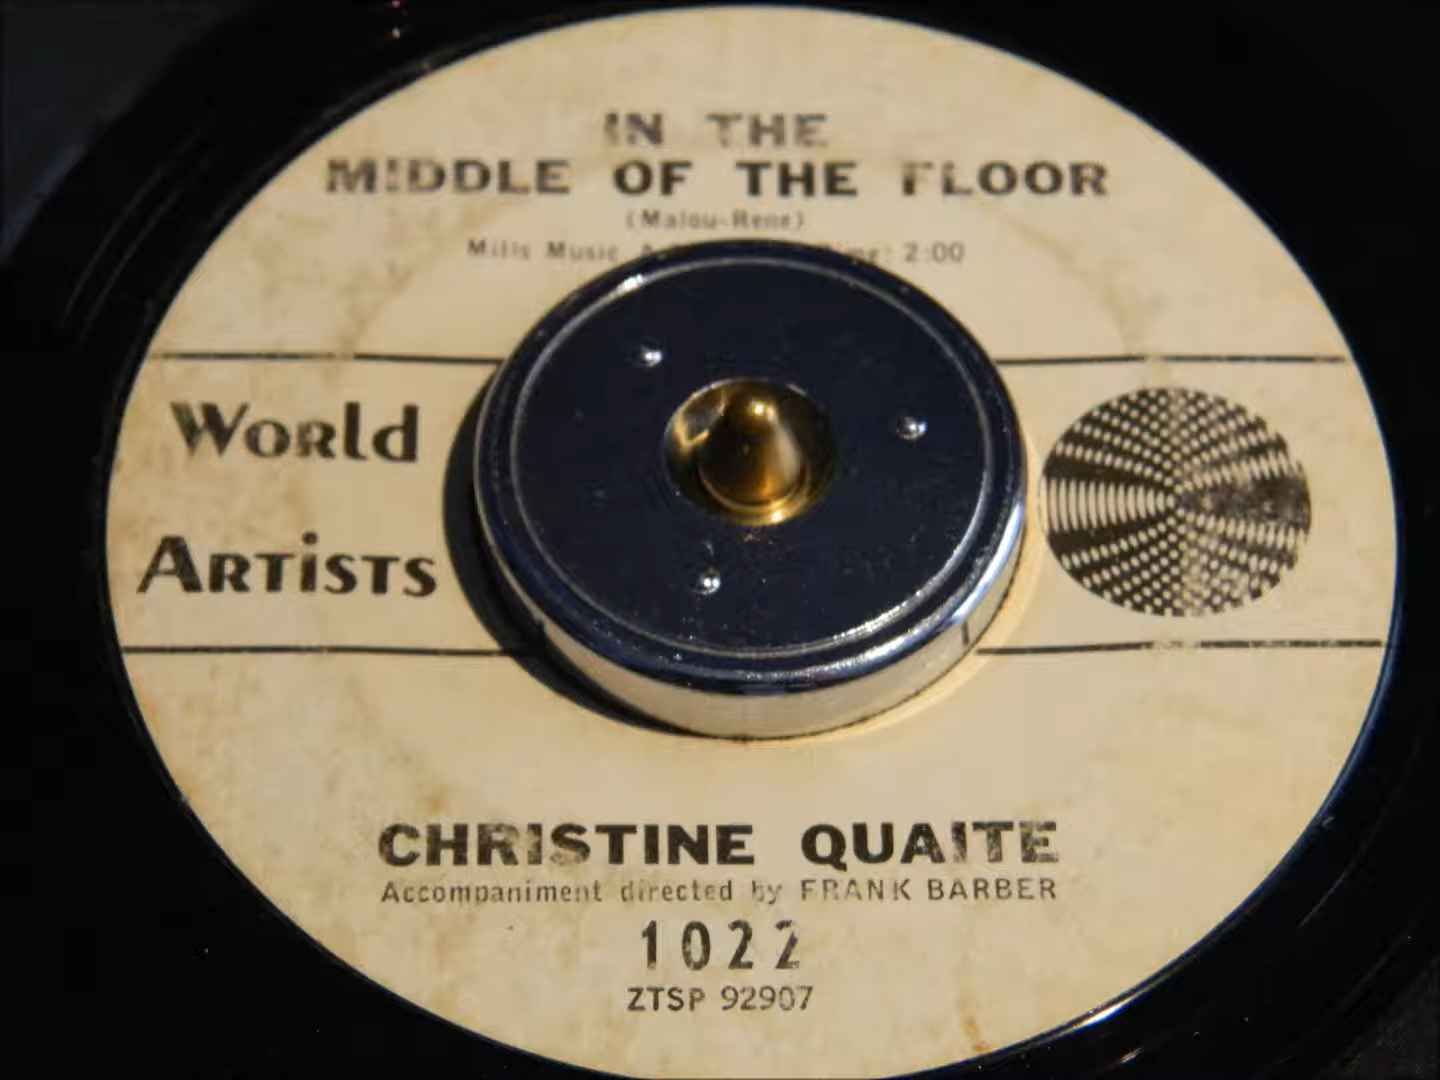 IN THE
MIDDLE OF THE FLOOR
(Malou-Rene)
Mills Music 2:00
World
Artists
CHRISTINE QUAITE
Accompaniment directed by FRANK BARBER
1022
ZTSP 92907